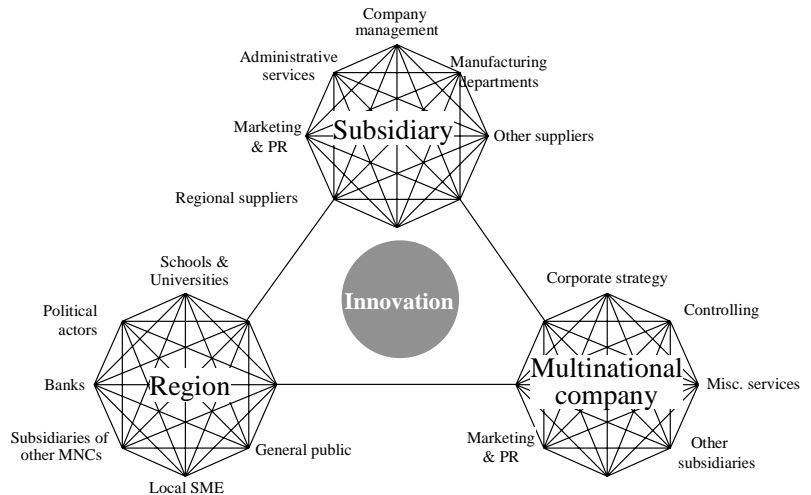 Company
management
Administrative
services
Manufacturing
departments
Marketing
& PR
Subsidiary
Other suppliers
Regional suppliers
Schools &
Universities
Innovation
Corporate strategy
Political
actors
Controlling
Banks
Region
Multinational
company
Misc. services
Subsidiaries of
other MNCs
General public
Marketing
& PR
Other
subsidiaries
Local SME